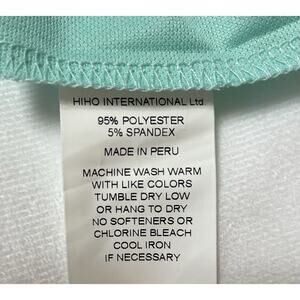 HIHO INTERNATIONAL Ltd
95% POLYESTER
5% SPANDEX
MADE IN PERU
MACHINE WASH WARM
WITH LIKE COLORS
TUMBLE DRY LOW
OR HANG TO DRY
NO SOFTENERS OR
CHLORINE BLEACH
COOL IRON
IF NECESSARY